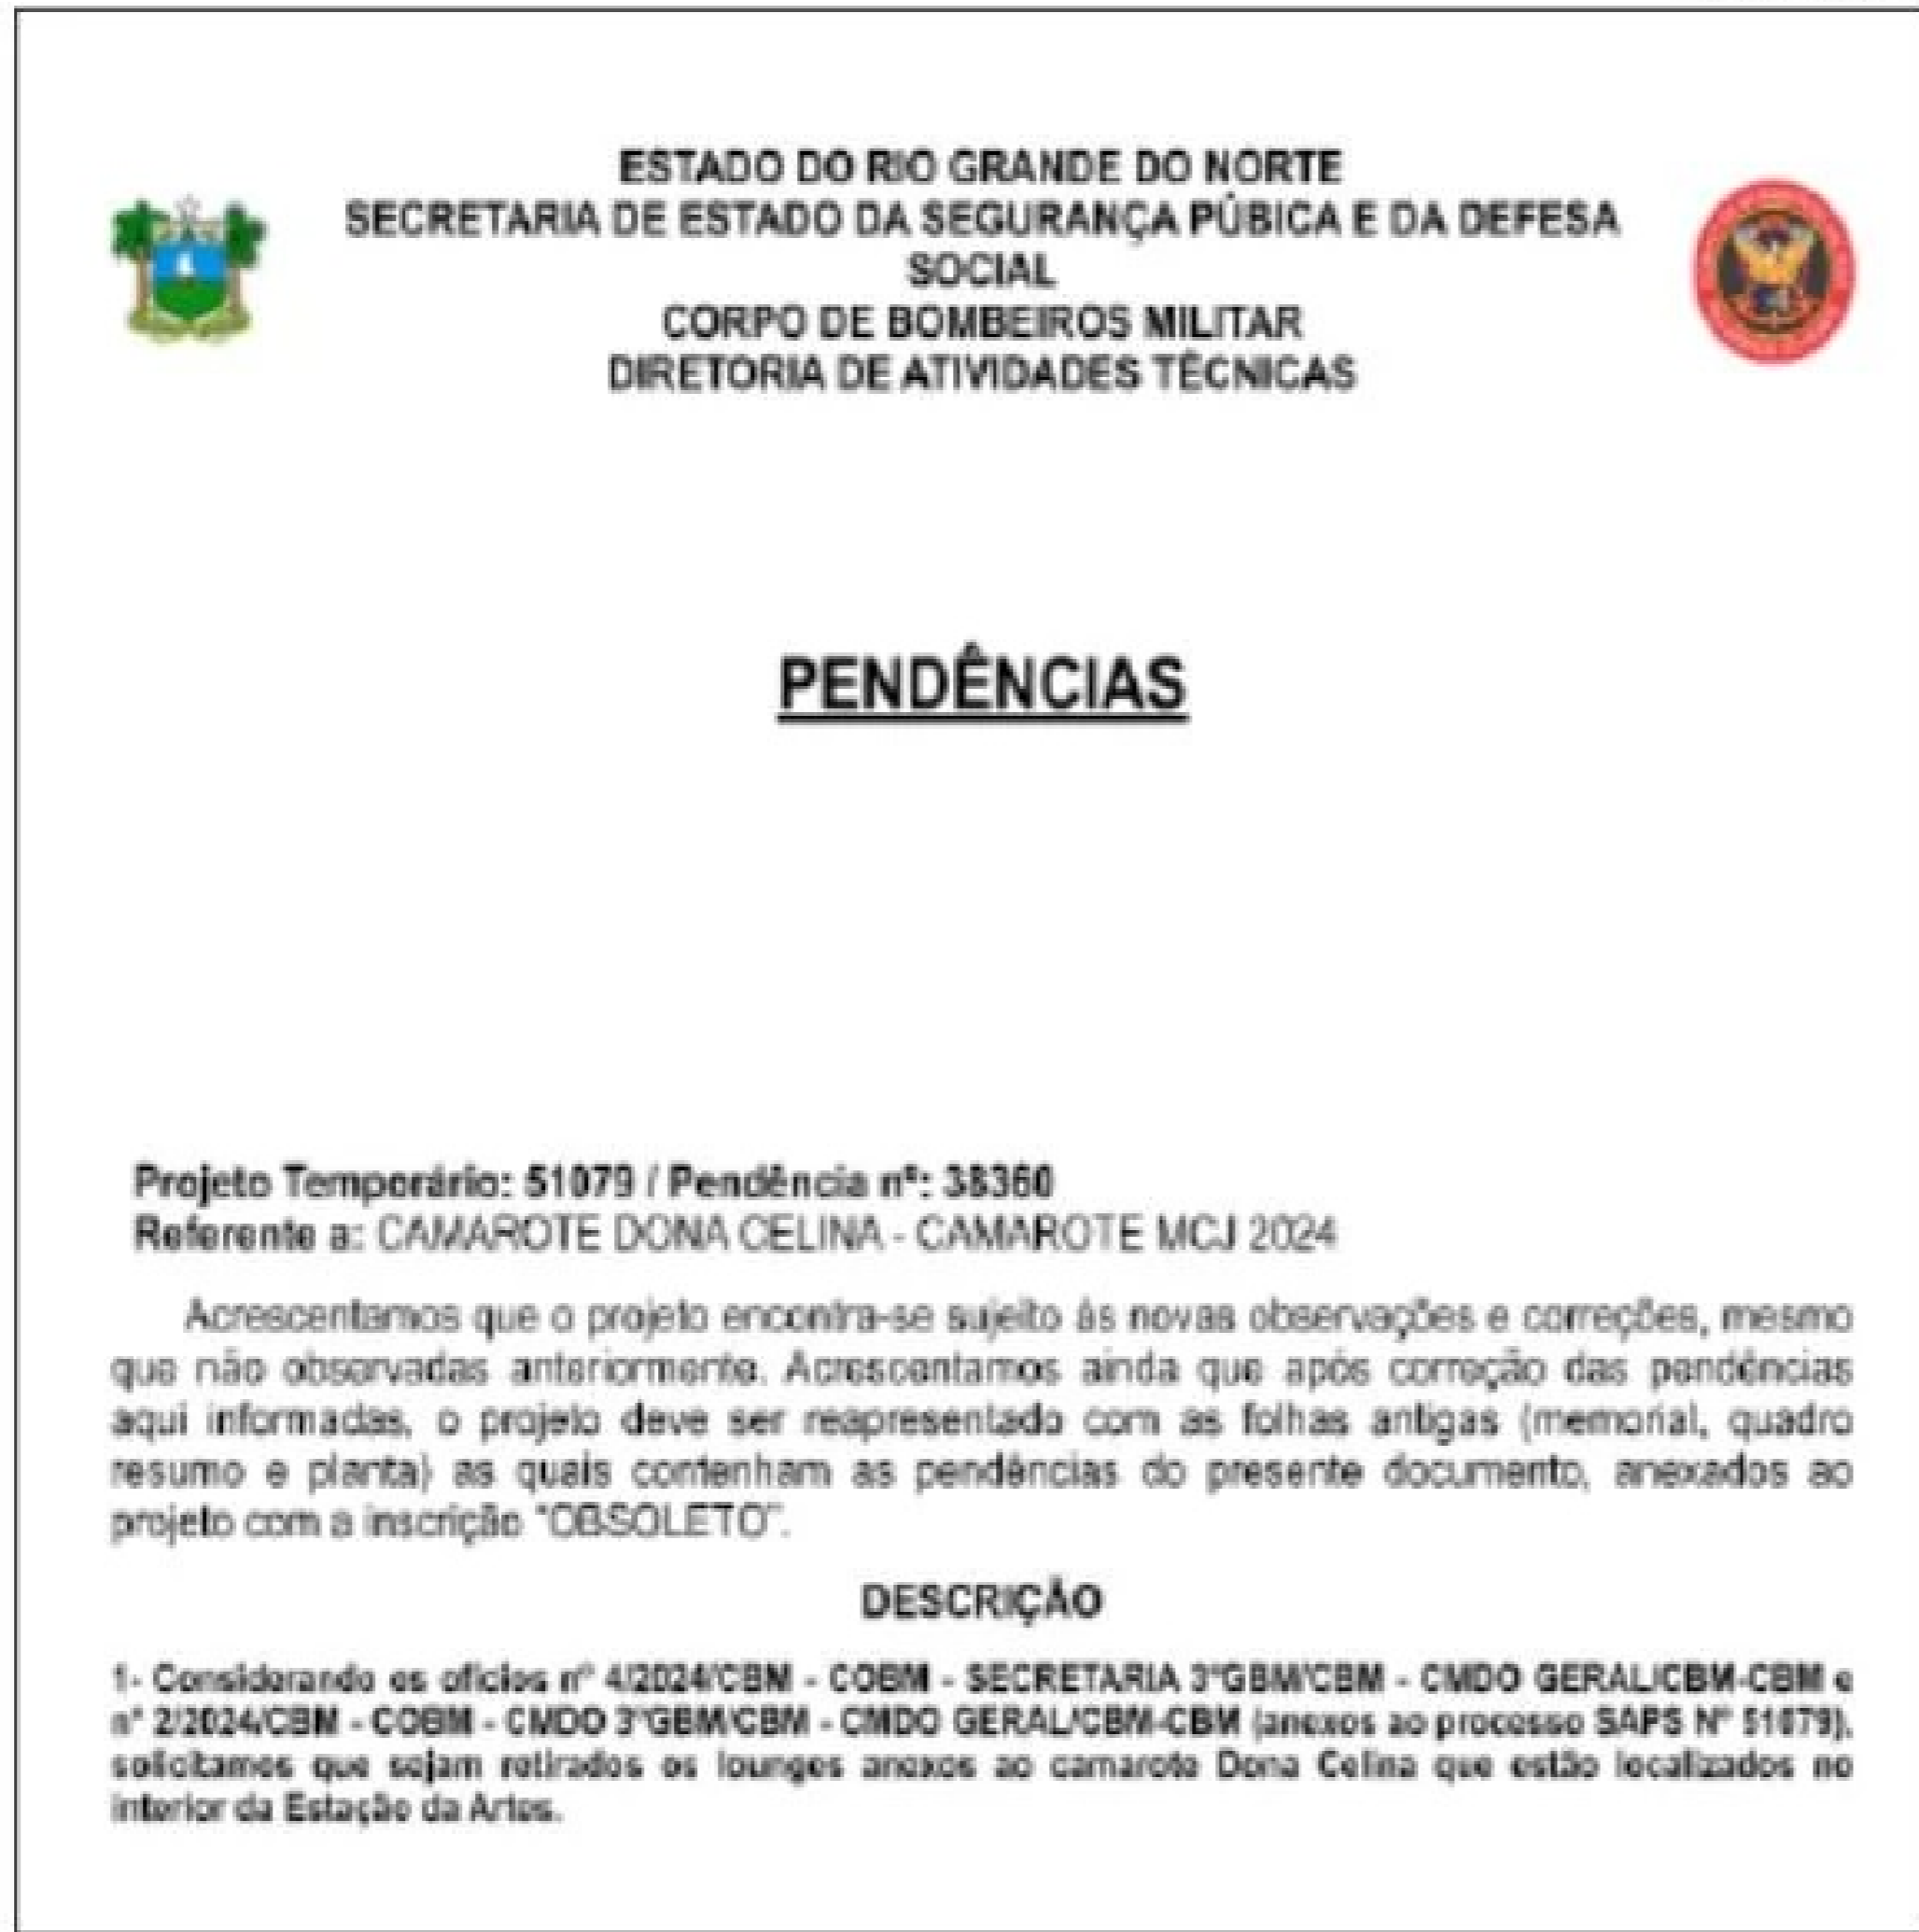 ESTADO DO RIO GRANDE DO NORTE
SECRETARIA DE ESTADO DA SEGURANÇA PÚBICA E DA DEFESA
SOCIAL
CORPO DE BOMBEIROS MILITAR
DIRETORIA DE ATIVIDADES TÉCNICAS
PENDÊNCIAS
Projeto Temporário: 51079 / Pendência nº: 38360
Referente a: CAMAROTE DONA CELINA - CAMAROTE MCJ 2024
Acrescentamos que o projeto encontra-se sujeito às novas observações e correções, mesmo
que não observadas anteriormente. Acrescentamos ainda que após correção das pendências
aqui informadas, o projeto deve ser reapresentado com as folhas antigas (memorial, quadro
resumo e planta) as quais contenham as pendências do presente documento, anexados ao
projeto com a inscrição "OBSOLETO".
DESCRIÇÃO
1- Considerando os ofícios nº 4/2024/CBM - COBM - SECRETARIA 3ºGBM/CBM - CMDO GERAL/CBM-CBM e
nº 2/2024/CBM - COBM - CMDO 3ºGBM/CBM - CMDO GERAL/CBM-CBM (anexos ao processo SAPS Nº 51079),
solicitamos que sejam retirados os lounges anexos ao camarote Dona Celina que estão localizados no
interior da Estação da Artes.